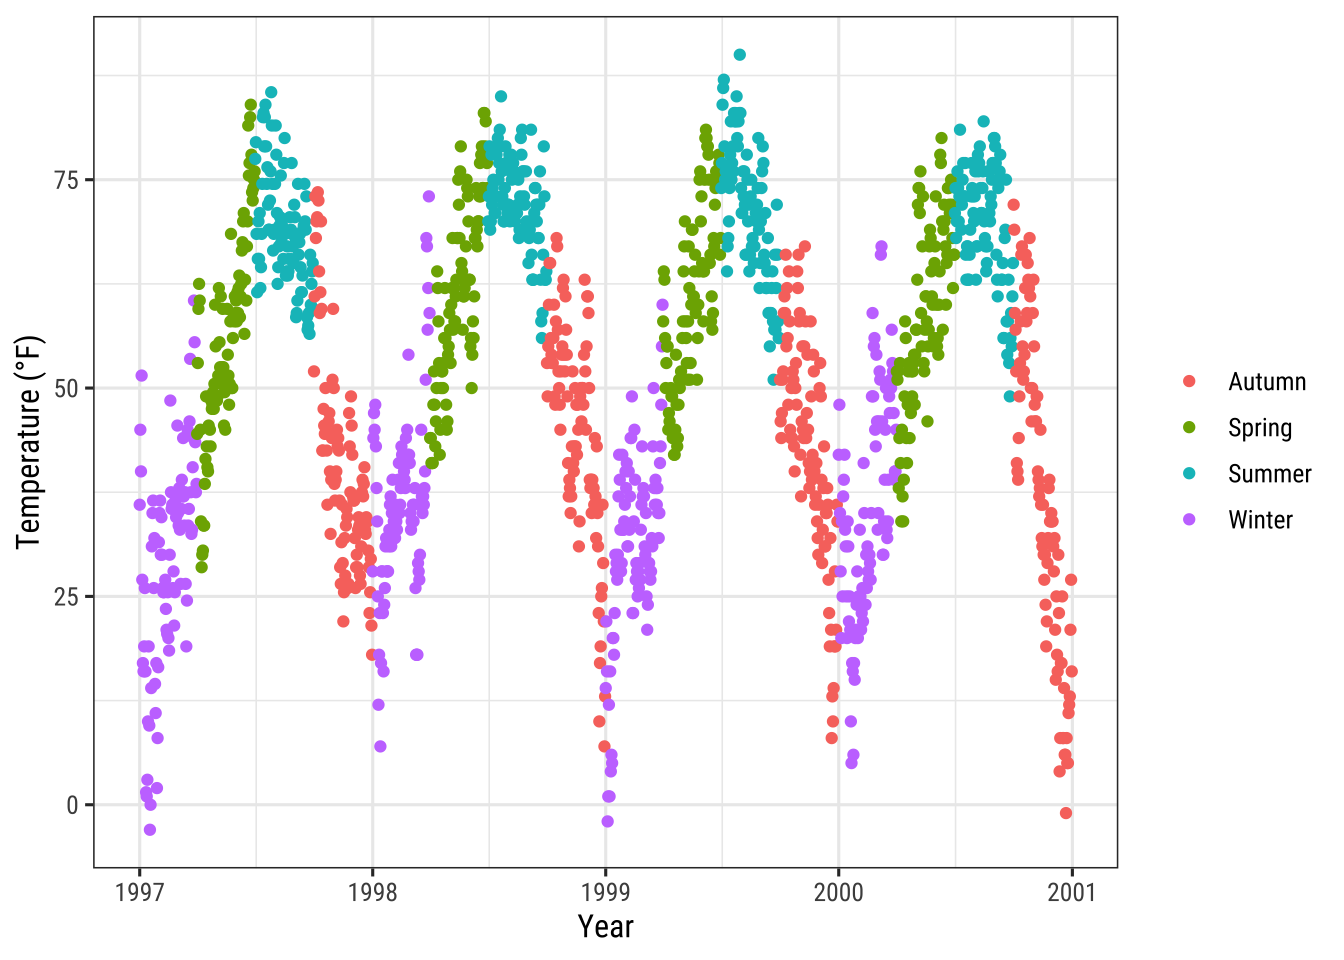 Temperature (°F)
75
50
25
0
1997 1998 1999 2000 2001
Year
Autumn
Spring
Summer
Winter